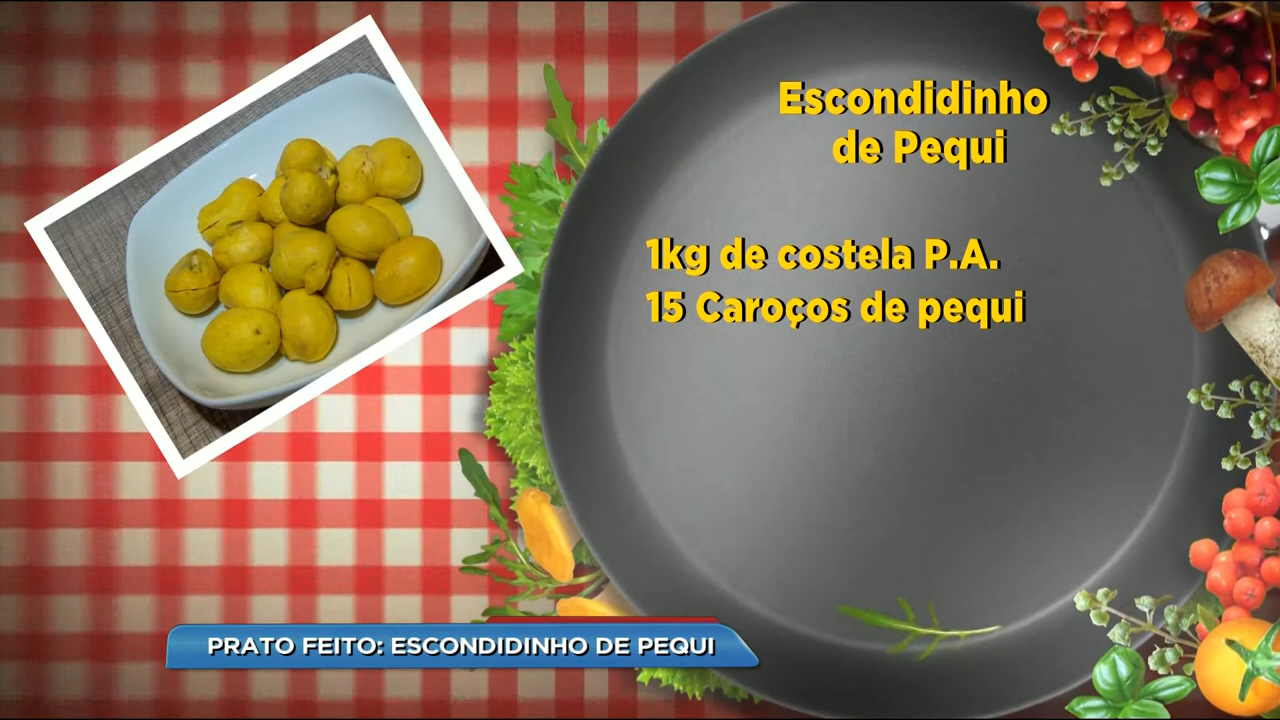 Escondidinho
de Pequi
1kg de costela P.A.
15 Caroços de pequi
PRATO FEITO: ESCONDIDINHO DE PEQUI